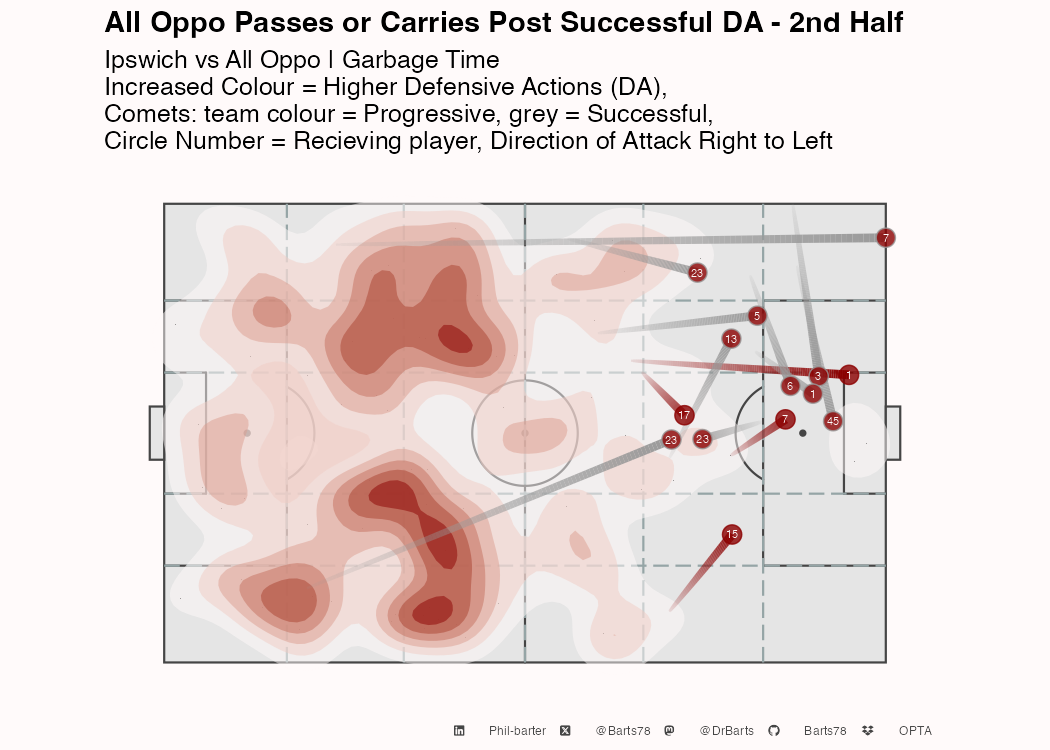 All Oppo Passes or Carries Post Successful DA - 2nd Half
Ipswich vs All Oppo | Garbage Time
Increased Colour = Higher Defensive Actions (DA),
Comets: team colour = Progressive, grey = Successful,
Circle Number = Recieving player, Direction of Attack Right to Left
7
23
5
13
3
1
6
1
17
7
45
23
23
15
Phil-barter @Barts78 @DrBarts Barts78 OPTA